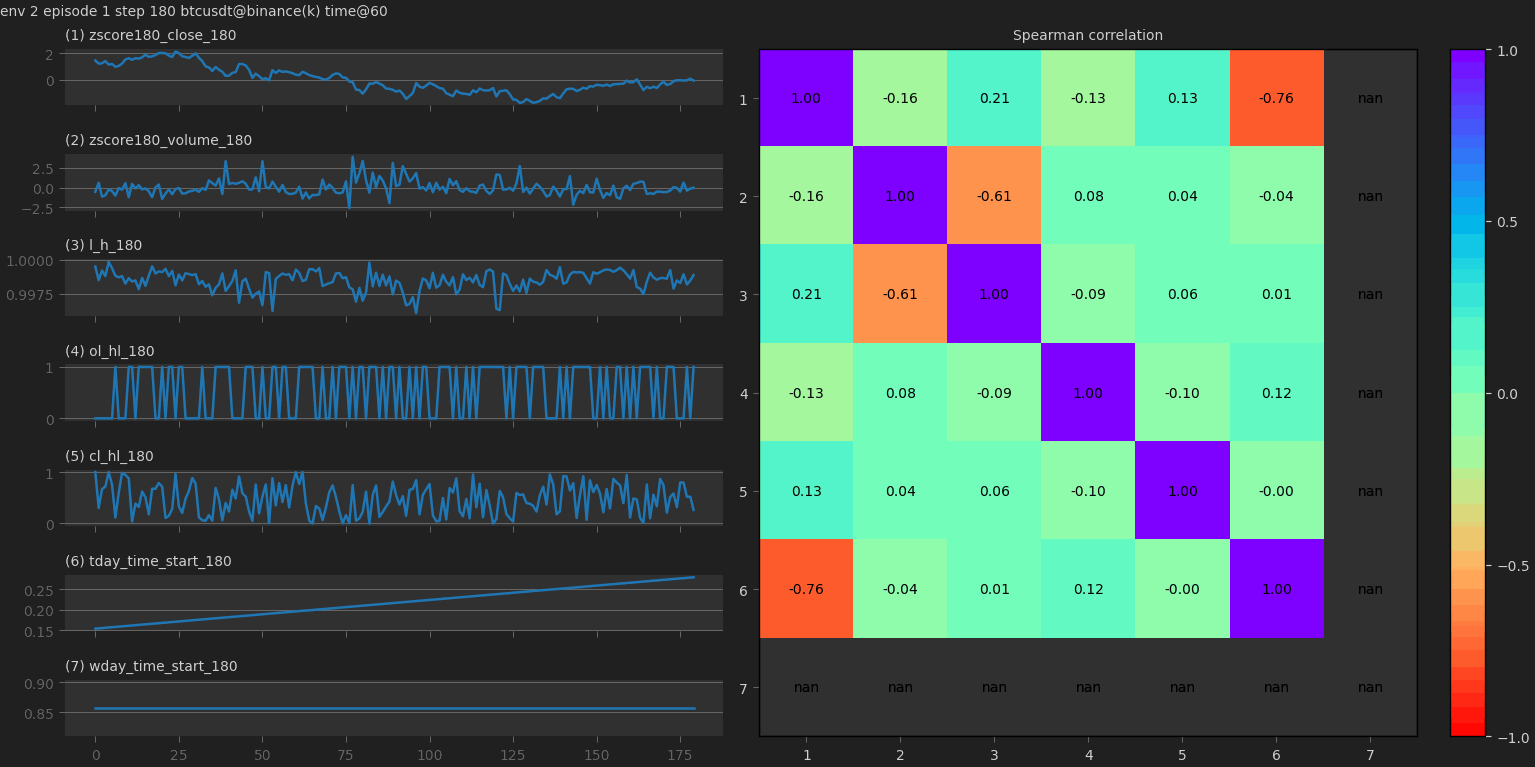 env 2 episode 1 step 180 btcusdt@binance(k) time@60
(1) zscore180_close_180
2
0
(2) zscore180_volume_180
2.5
0.0
−2.5
(3) l_h_180
1.0000
0.9975
(4) ol_hl_180
1
0
(5) cl_hl_180
1
0
(6) tday_time_start_180
0.25
0.20
0.15
(7) wday_time_start_180
0.90
0.85
0 25 50 75 100 125 150 175
Spearman correlation
1 1.00 -0.16 0.21 -0.13 0.13 -0.76 nan
2 -0.16 1.00 -0.61 0.08 0.04 -0.04 nan
3 0.21 -0.61 1.00 -0.09 0.06 0.01 nan
4 -0.13 0.08 -0.09 1.00 -0.10 0.12 nan
5 0.13 0.04 0.06 -0.10 1.00 -0.00 nan
6 -0.76 -0.04 0.01 0.12 -0.00 1.00 nan
7 nan nan nan nan nan nan nan
1 2 3 4 5 6 7
1.0
0.5
0.0
−0.5
−1.0